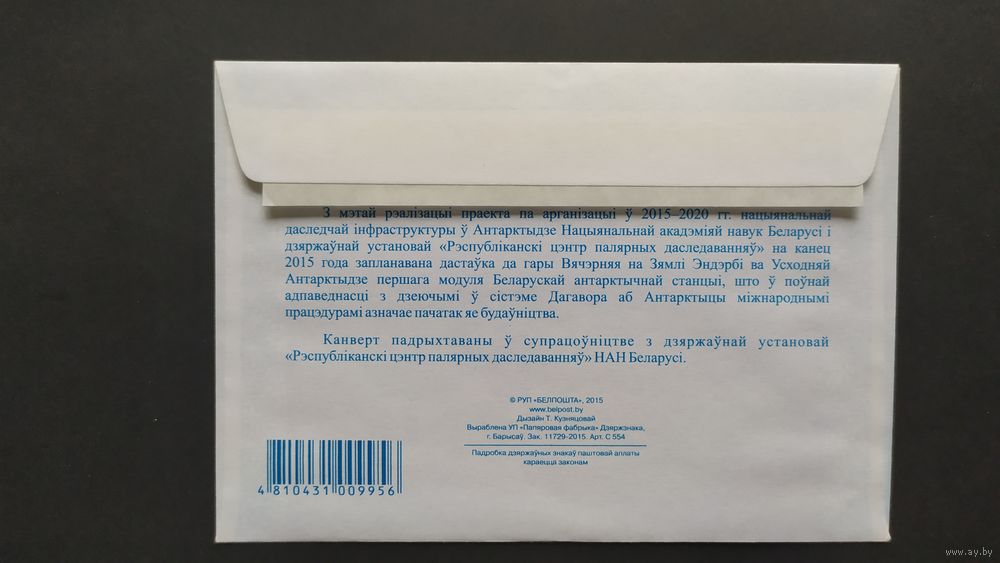 З мэтай рэалізацыі праекта па арганізацыі ў 2015–2020 гг. нацыянальнай
даследчай інфраструктуры ў Антарктыдзе Нацыянальнай акадэміяй навук Беларусі і
дзяржаўнай установай «Рэспубліканскі цэнтр палярных даследаванняў» на канец
2015 года запланавана дастаўка да гары Вячэрняя на Зямлі Эндэрбі ва Усходняй
Антарктыдзе першага модуля Беларускай антарктычнай станцыі, што ў поўнай
адпаведнасці з дзеючымі ў сістэме Дагавора аб Антарктыцы міжнароднымі
працэдурамі азначае пачатак яе будаўніцтва.
Канверт падрыхтаваны ў супрацоўніцтве з дзяржаўнай установай
«Рэспубліканскі цэнтр палярных даследаванняў» НАН Беларусі.
© РУП «БЕЛПОШТА», 2015
www.belpost.by
Дызайн Т. Кузняцовай
Выраблена УП «Папяровая фабрыка» Дзяржзнака,
г. Барысаў. Зак. 11729-2015. Арт. С 554
Падробка дзяржаўных знакаў паштовай аплаты
караецца законам
4 810431 009956
www.ay.by